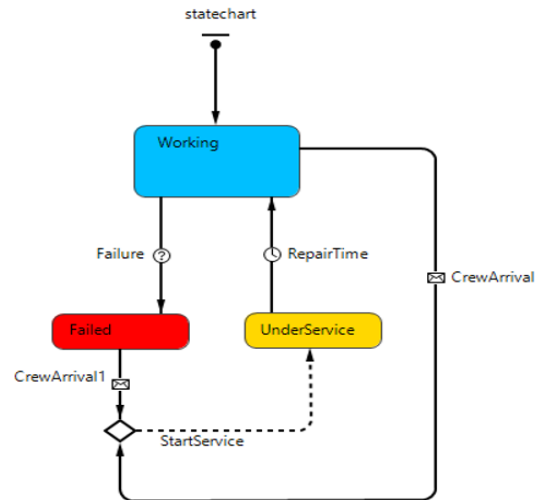 statechart
Working
Failure
RepairTime
CrewArrival
Failed
UnderService
CrewArrival1
StartService